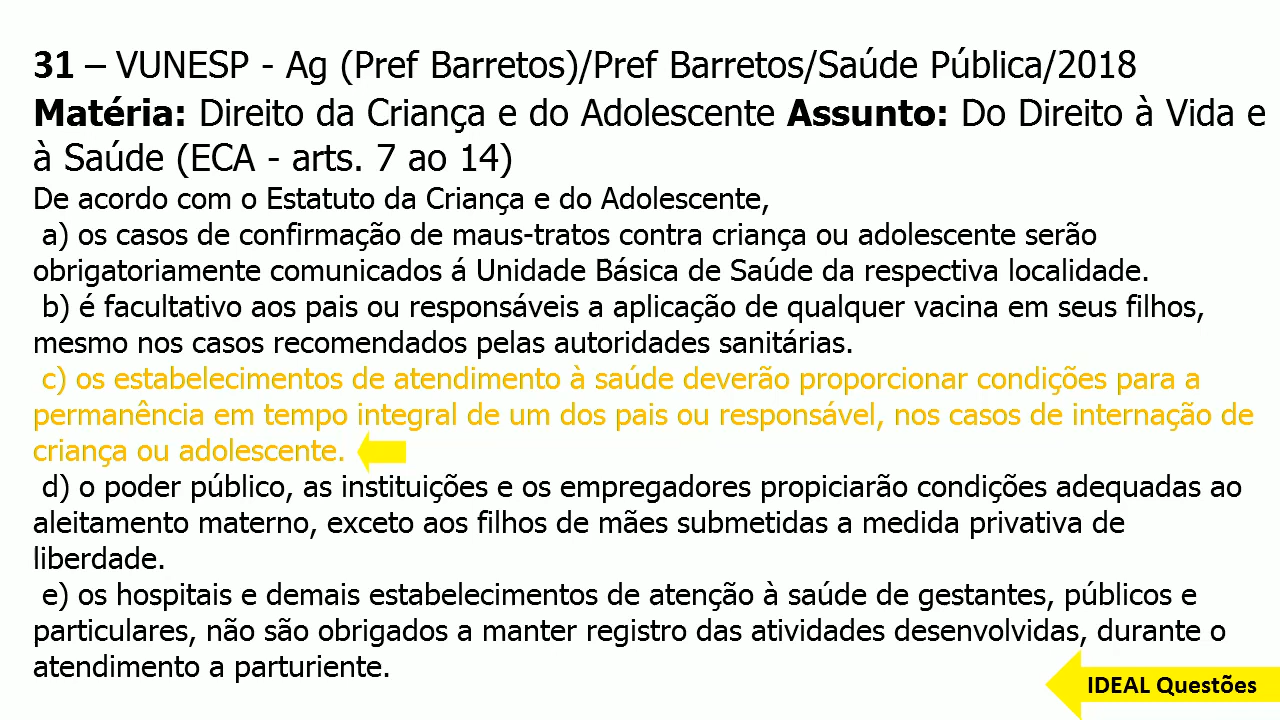 31 – VUNESP - Ag (Pref Barretos)/Pref Barretos/Saúde Pública/2018
Matéria: Direito da Criança e do Adolescente Assunto: Do Direito à Vida e
à Saúde (ECA - arts. 7 ao 14)
De acordo com o Estatuto da Criança e do Adolescente,
a) os casos de confirmação de maus-tratos contra criança ou adolescente serão
obrigatoriamente comunicados á Unidade Básica de Saúde da respectiva localidade.
b) é facultativo aos pais ou responsáveis a aplicação de qualquer vacina em seus filhos,
mesmo nos casos recomendados pelas autoridades sanitárias.
c) os estabelecimentos de atendimento à saúde deverão proporcionar condições para a
permanência em tempo integral de um dos pais ou responsável, nos casos de internação de
criança ou adolescente.
d) o poder público, as instituições e os empregadores propiciarão condições adequadas ao
aleitamento materno, exceto aos filhos de mães submetidas a medida privativa de
liberdade.
e) os hospitais e demais estabelecimentos de atenção à saúde de gestantes, públicos e
particulares, não são obrigados a manter registro das atividades desenvolvidas, durante o
atendimento a parturiente.
IDEAL Questões